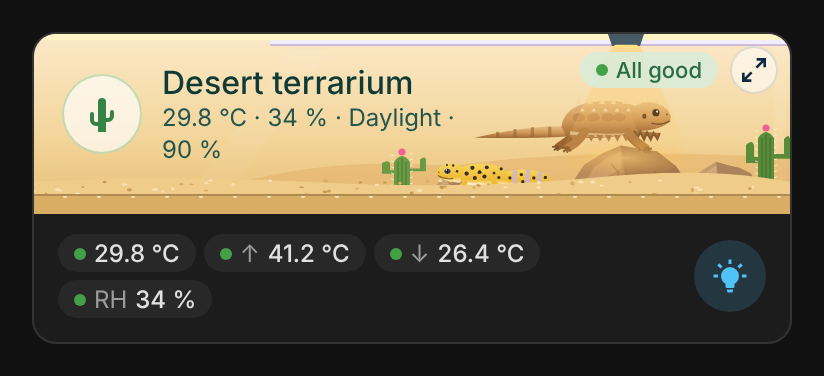 Desert terrarium
29.8 °C · 34 % · Daylight ·
90 %
All good
29.8 °C
↑ 41.2 °C
↓ 26.4 °C
RH 34 %